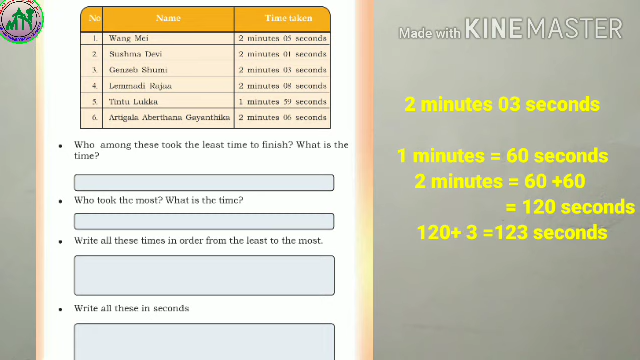 No Name Time taken
1. Wang Mei 2 minutes 05 seconds
2. Sushma Devi 2 minutes 01 seconds
3. Genzeb Shumi 2 minutes 03 seconds
4. Lemmadi Rajaa 2 minutes 08 seconds
5. Tintu Lukka 1 minutes 59 seconds
6. Artigala Aberthana Gayanthika 2 minutes 06 seconds
• Who among these took the least time to finish? What is the
time?
• Who took the most? What is the time?
• Write all these times in order from the least to the most.
• Write all these in seconds
Made with KINEMASTER
2 minutes 03 seconds
1 minutes = 60 seconds
2 minutes = 60 +60
= 120 seconds
120+ 3 =123 seconds